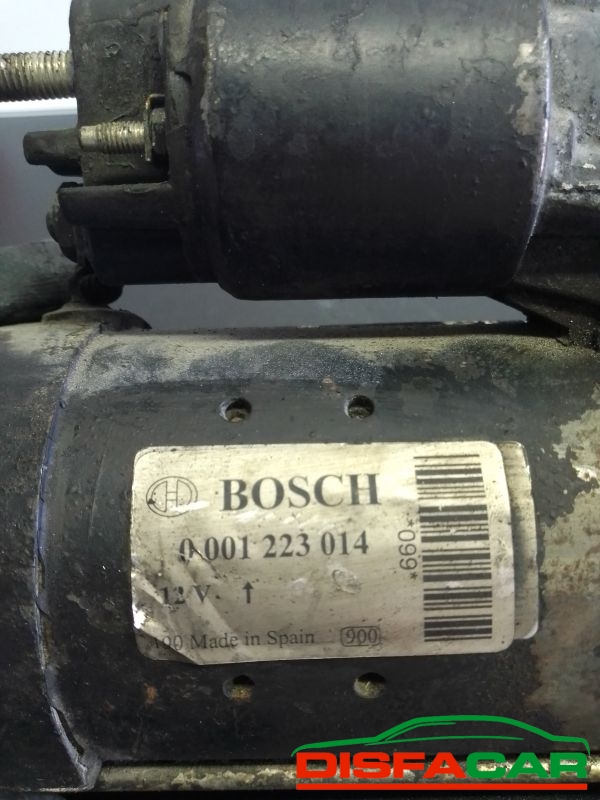 BOSCH
0 001 223 014
12 V ↑
Made in Spain 900
*660*
DISFACAR